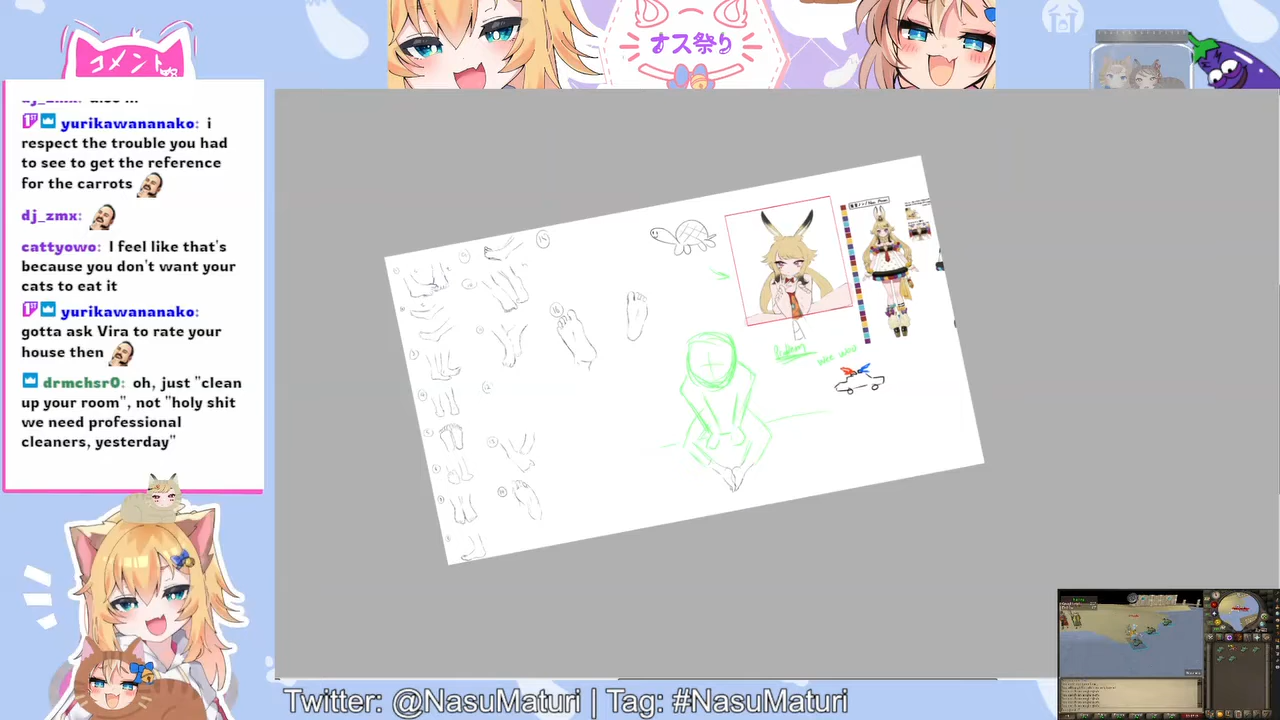 オス祭り
コメント
yurikawananako: i
respect the trouble you had
to see to get the reference
for the carrots
dj_zmx:
cattyowo: I feel like that's
because you don't want your
cats to eat it
yurikawananako:
gotta ask Vira to rate your
house then
drmchsr0: oh, just "clean
up your room", not "holy shit
we need professional
cleaners, yesterday"
wee woo
Twitter: @NasuMaturi | Tag: #NasuMaturi